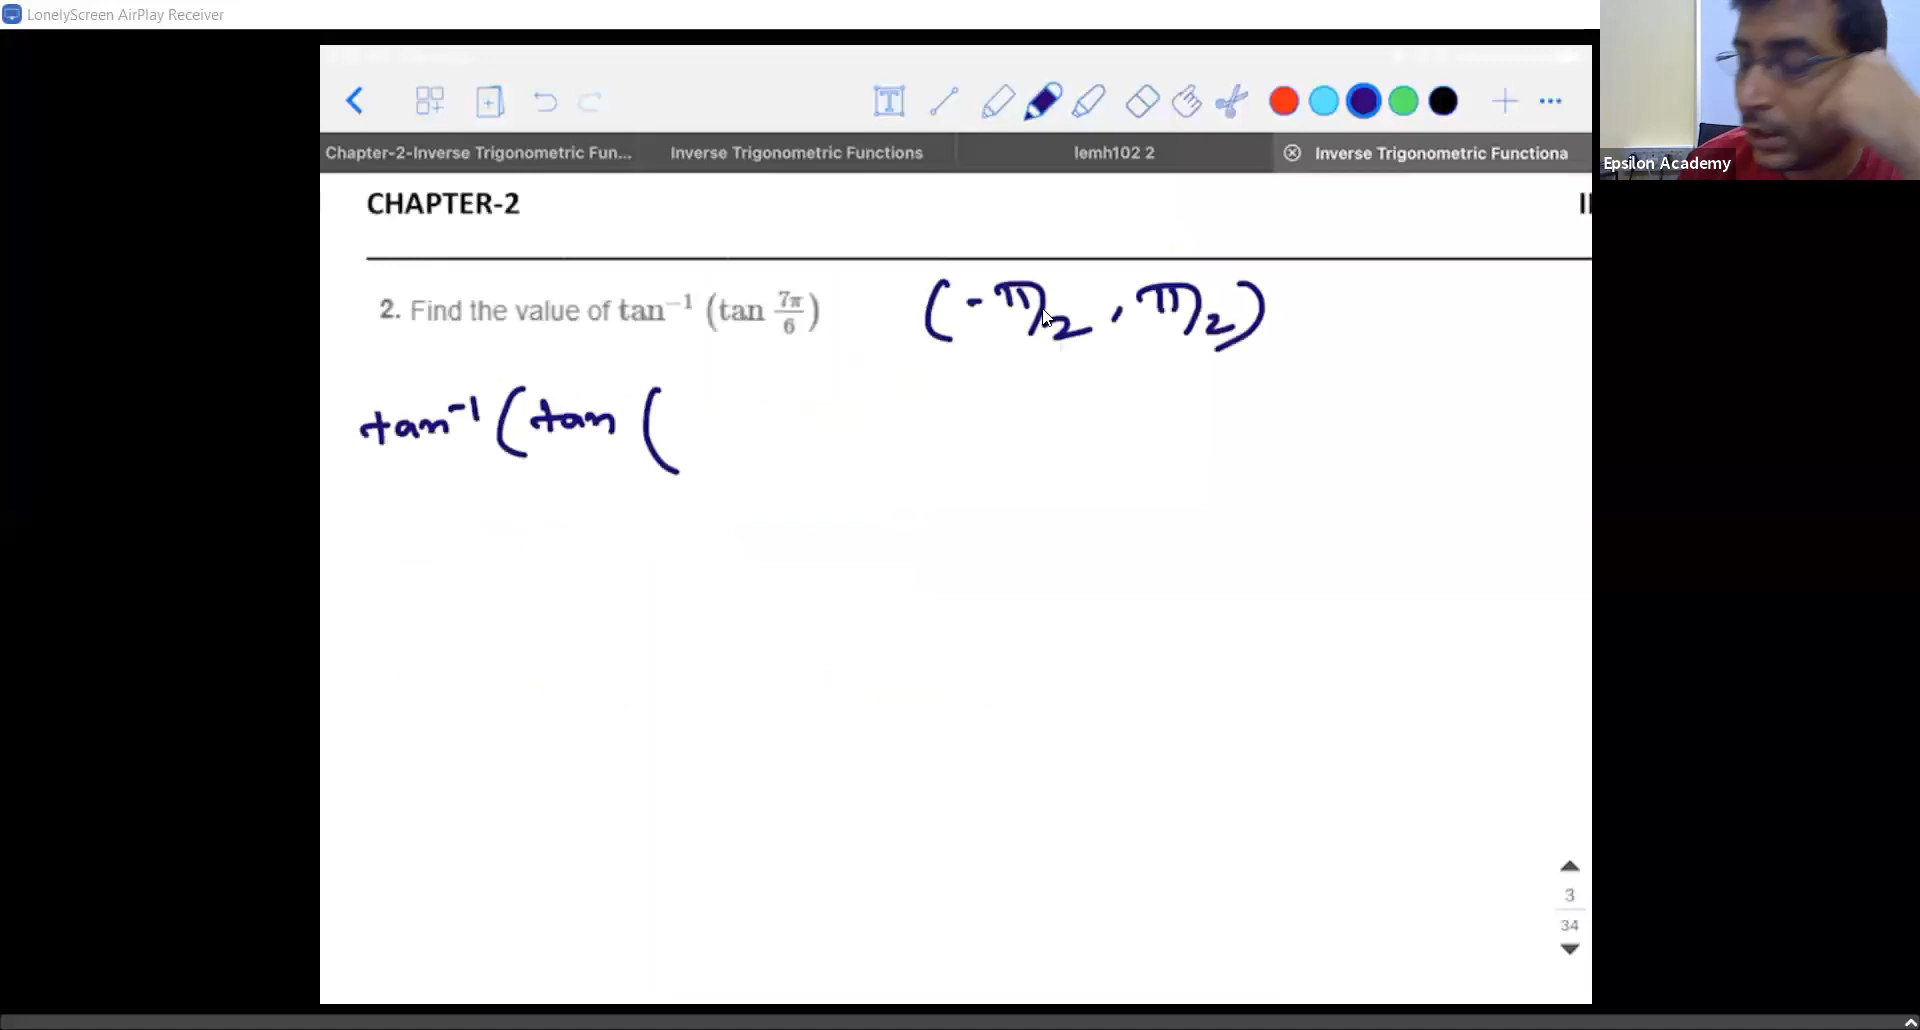 LonelyScreen AirPlay Receiver
Chapter-2-Inverse Trigonometric Fun... Inverse Trigonometric Functions lemh102 2 Inverse Trigonometric Functiona
Epsilon Academy
CHAPTER-2
2. Find the value of tan⁻¹ (tan 7π/6) (-π/2, π/2)
tan⁻¹ (tan (
3
34